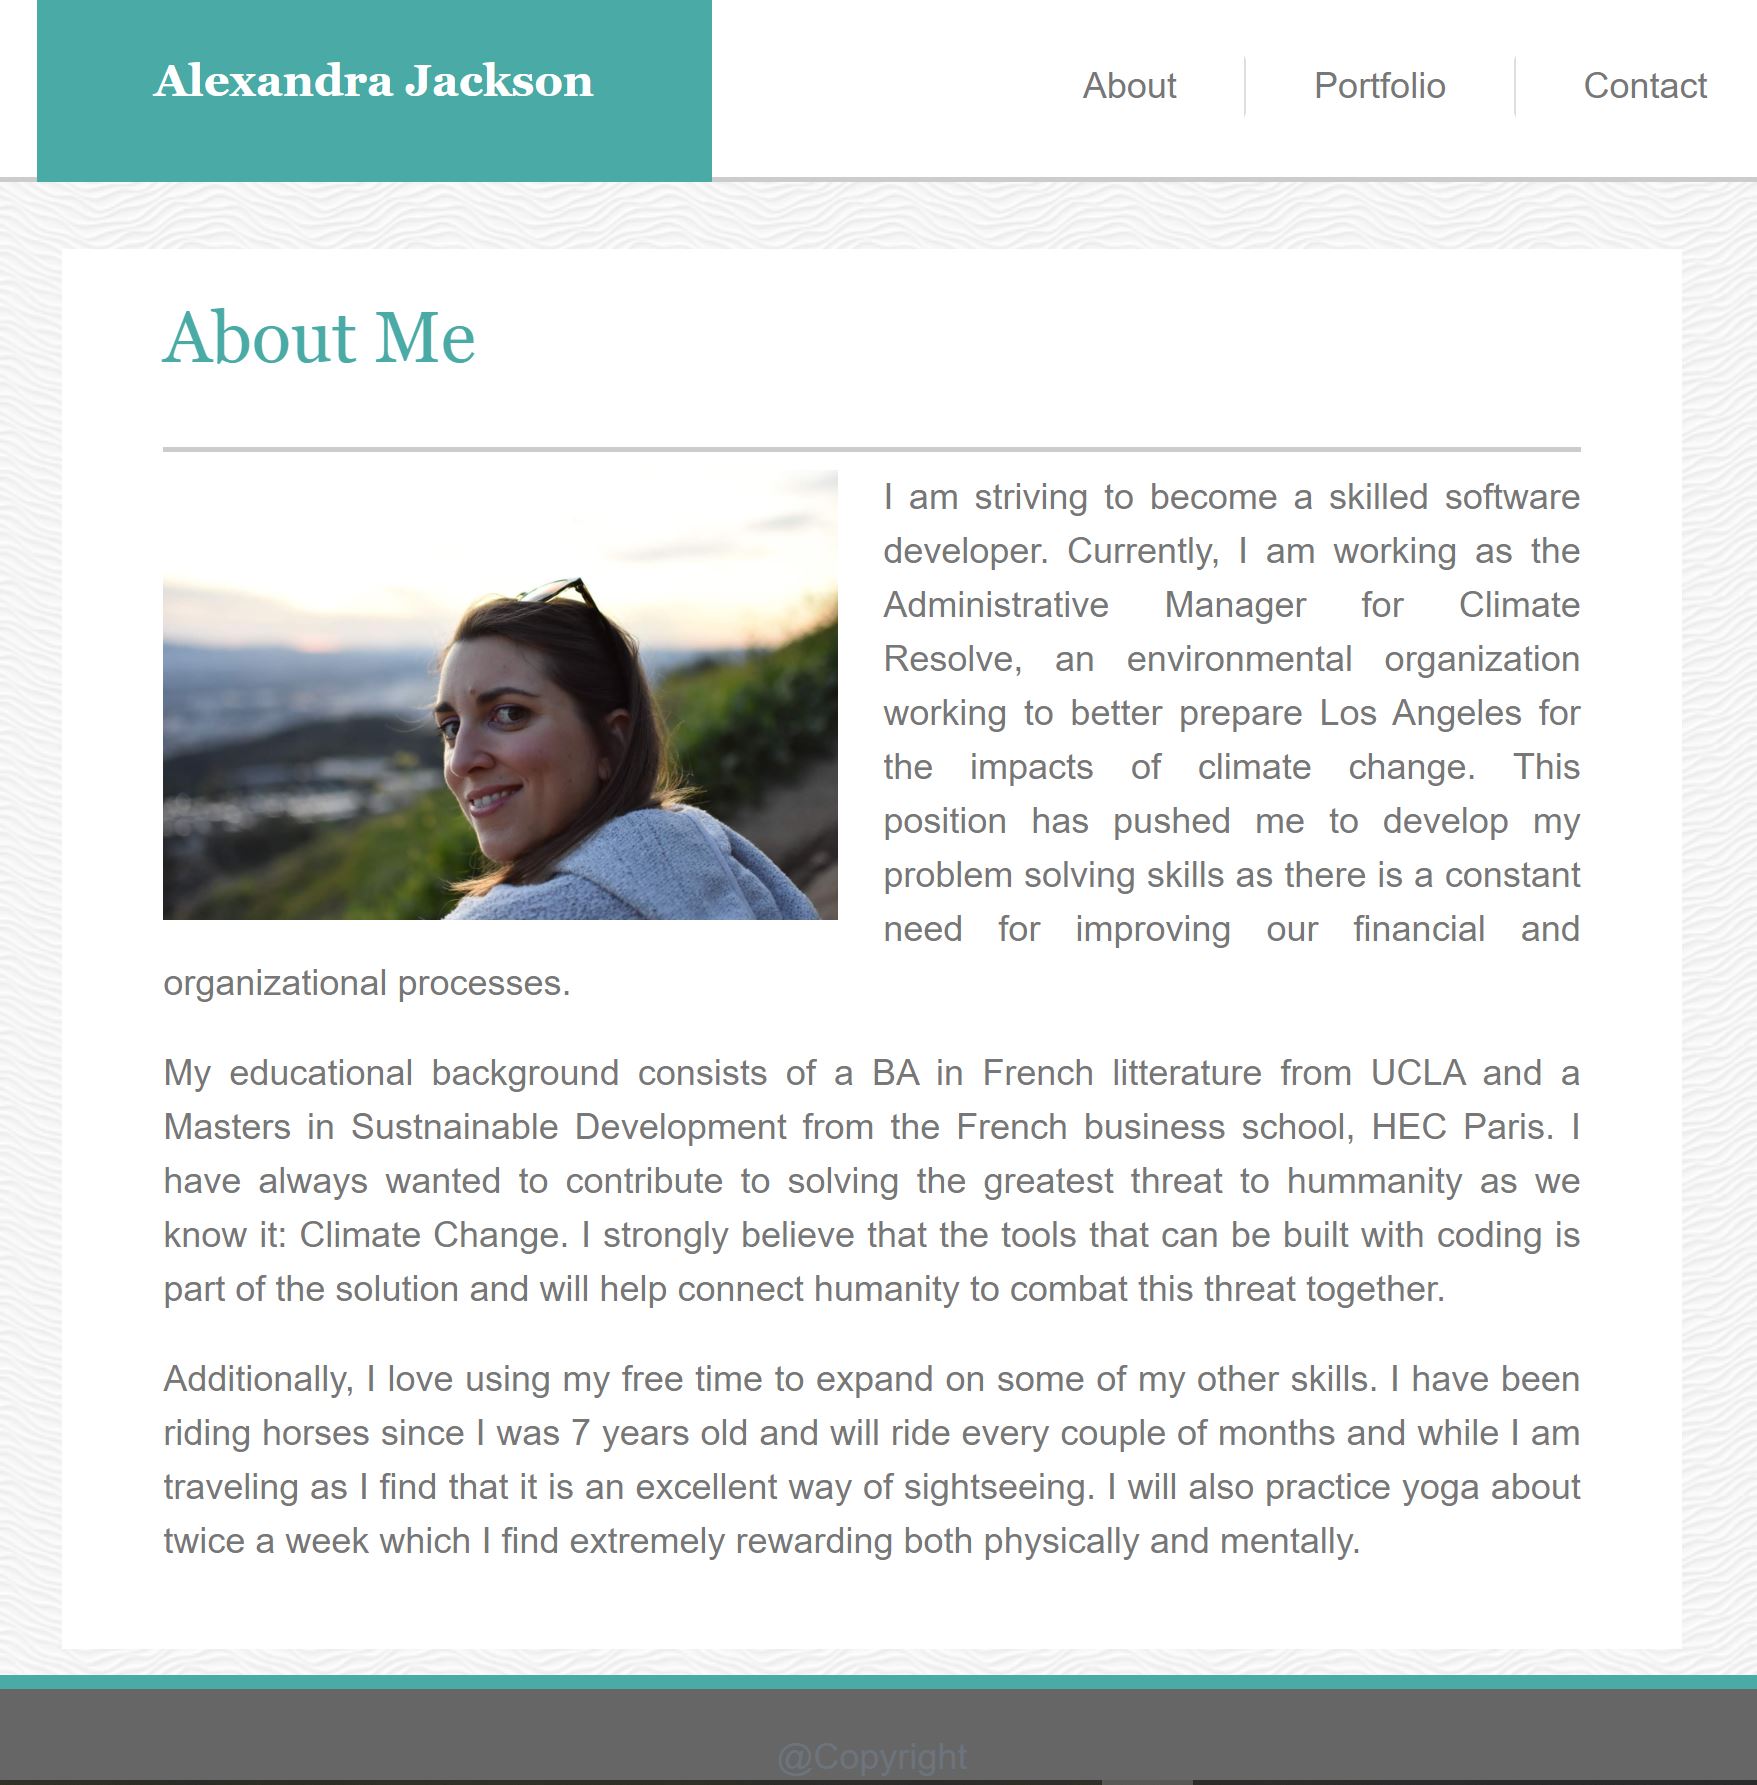 Alexandra Jackson
About
Portfolio
Contact
About Me
I am striving to become a skilled software
developer. Currently, I am working as the
Administrative Manager for Climate
Resolve, an environmental organization
working to better prepare Los Angeles for
the impacts of climate change. This
position has pushed me to develop my
problem solving skills as there is a constant
need for improving our financial and
organizational processes.
My educational background consists of a BA in French litterature from UCLA and a
Masters in Sustnainable Development from the French business school, HEC Paris. I
have always wanted to contribute to solving the greatest threat to hummanity as we
know it: Climate Change. I strongly believe that the tools that can be built with coding is
part of the solution and will help connect humanity to combat this threat together.
Additionally, I love using my free time to expand on some of my other skills. I have been
riding horses since I was 7 years old and will ride every couple of months and while I am
traveling as I find that it is an excellent way of sightseeing. I will also practice yoga about
twice a week which I find extremely rewarding both physically and mentally.
@Copyright